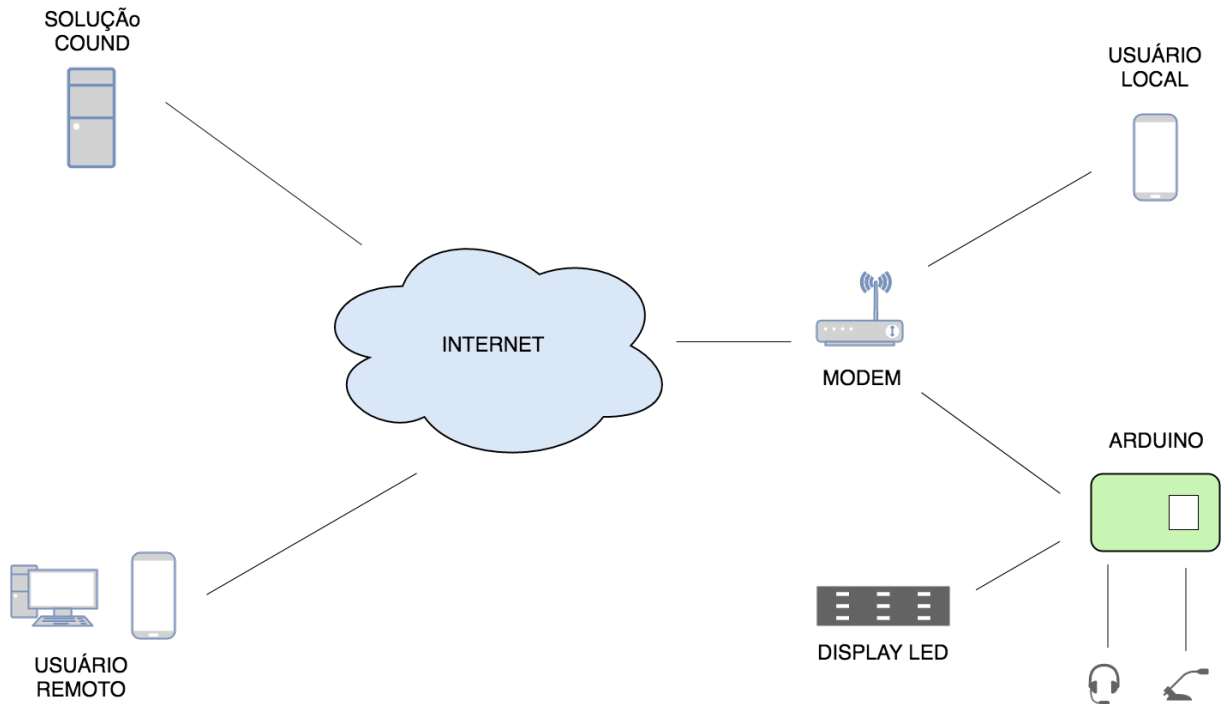 SOLUÇÃo
COUND
USUÁRIO
LOCAL
INTERNET
MODEM
ARDUINO
DISPLAY LED
USUÁRIO
REMOTO